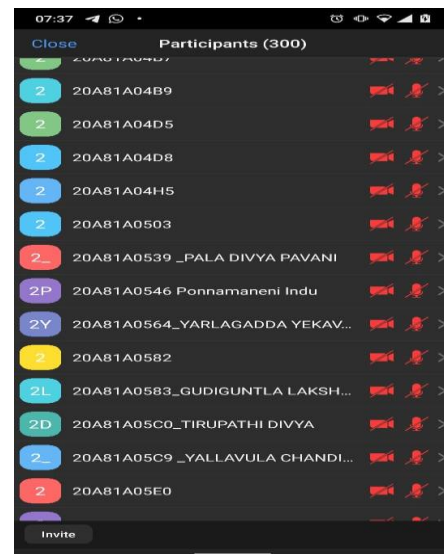 07:37
Close Participants (300)
20A81A04B7
2 20A81A04B9
2 20A81A04D5
2 20A81A04D8
2 20A81A04H5
2 20A81A0503
2_ 20A81A0539 _PALA DIVYA PAVANI
2P 20A81A0546 Ponnamaneni Indu
2Y 20A81A0564_YARLAGADDA YEKAV...
2 20A81A0582
2L 20A81A0583_GUDIGUNTLA LAKSH...
2D 20A81A05C0_TIRUPATHI DIVYA
2_ 20A81A05C9 _YALLAVULA CHANDI...
2 20A81A05E0
Invite